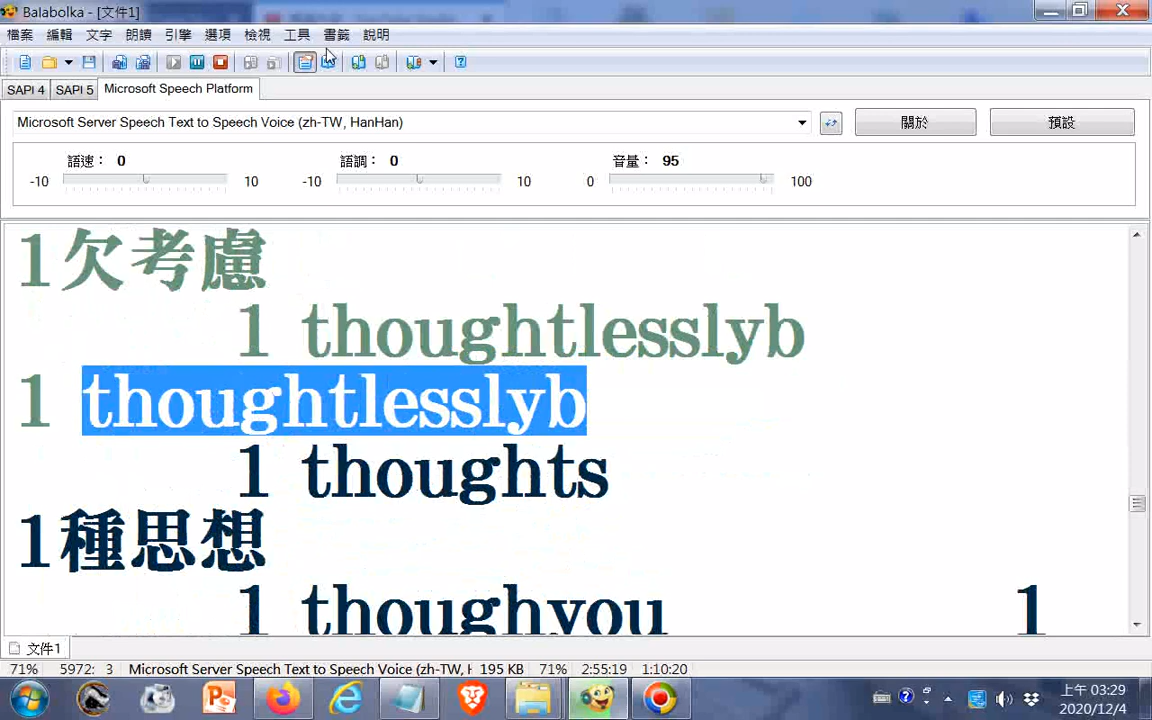 Balabolka - [文件1]
檔案 編輯 文字 朗讀 引擎 選項 檢視 工具 書籤 說明
SAPI 4 SAPI 5 Microsoft Speech Platform
Microsoft Server Speech Text to Speech Voice (zh-TW, HanHan) 關於 預設
語速： 0 語調： 0 音量： 95
-10 10 -10 10 0 100
1欠考慮
1 thoughtlesslyb
1 thoughtlesslyb
1 thoughts
1種思想
1 thoughyou 1
文件1
71% 5972: 3 Microsoft Server Speech Text to Speech Voice (zh-TW, H 195 KB 71% 2:55:19 1:10:20
上午 03:29
2020/12/4